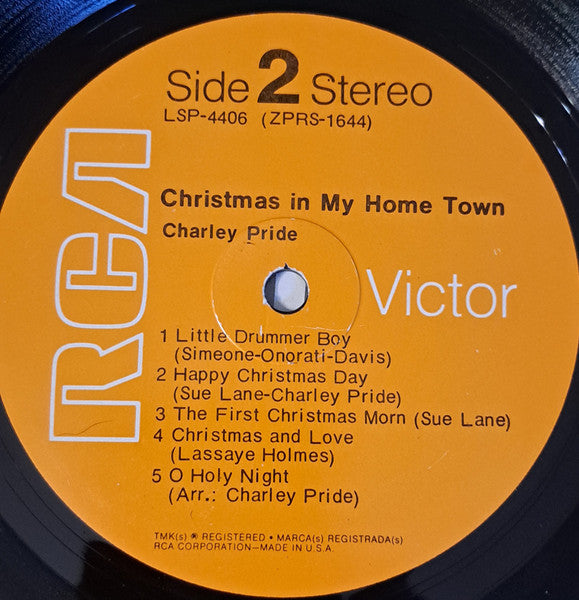 Side 2 Stereo
LSP-4406 (ZPRS-1644)
RCA
Christmas in My Home Town
Charley Pride
Victor
1 Little Drummer Boy
(Simeone-Onorati-Davis)
2 Happy Christmas Day
(Sue Lane-Charley Pride)
3 The First Christmas Morn (Sue Lane)
4 Christmas and Love
(Lassaye Holmes)
5 O Holy Night
(Arr.: Charley Pride)
TMK(s) ® REGISTERED • MARCA(s) REGISTRADA(s)
RCA CORPORATION—MADE IN U.S.A.